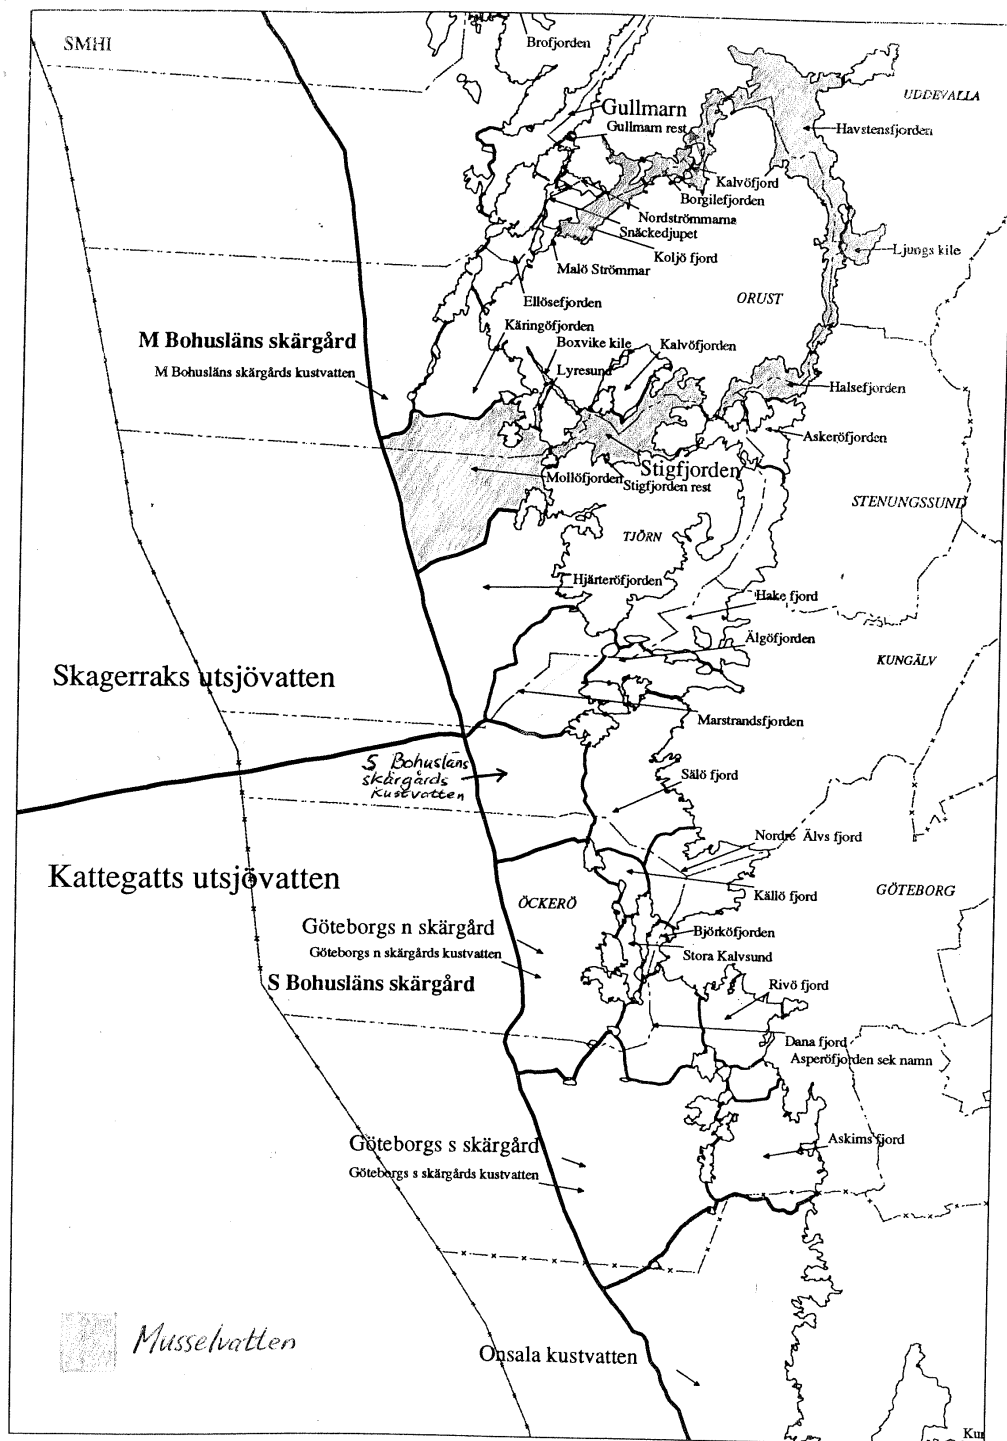 SMHI
Brofjorden
UDDEVALLA
Gullmarn
Gullmarn rest
Havstensfjorden
Kalvöfjord
Borgilefjorden
Nordströmmarna
Snäckedjupet
Koljö fjord
Ljungs kile
Malö Strömmar
Ellösefjorden
ORUST
Käringöfjorden
M Bohusläns skärgård
Boxvike kile
Kalvöfjorden
M Bohusläns skärgårds kustvatten
Lyresund
Halsefjorden
Askeröfjorden
Stigfjorden
Mollöfjorden
Stigfjorden rest
STENUNGSSUND
TJÖRN
Hjärteröfjorden
Hake fjord
Älgöfjorden
KUNGÄLV
Skagerraks utsjövatten
Marstrandsfjorden
S Bohusläns
skärgårds
kustvatten
Sälö fjord
Nordre Älvs fjord
Kattegatts utsjövatten
Källö fjord
GÖTEBORG
ÖCKERÖ
Göteborgs n skärgård
Björköfjorden
Göteborgs n skärgårds kustvatten
Stora Kalvsund
S Bohusläns skärgård
Rivö fjord
Dana fjord
Asperöfjorden sek namn
Göteborgs s skärgård
Askims fjord
Göteborgs s skärgårds kustvatten
Musselvatten
Onsala kustvatten